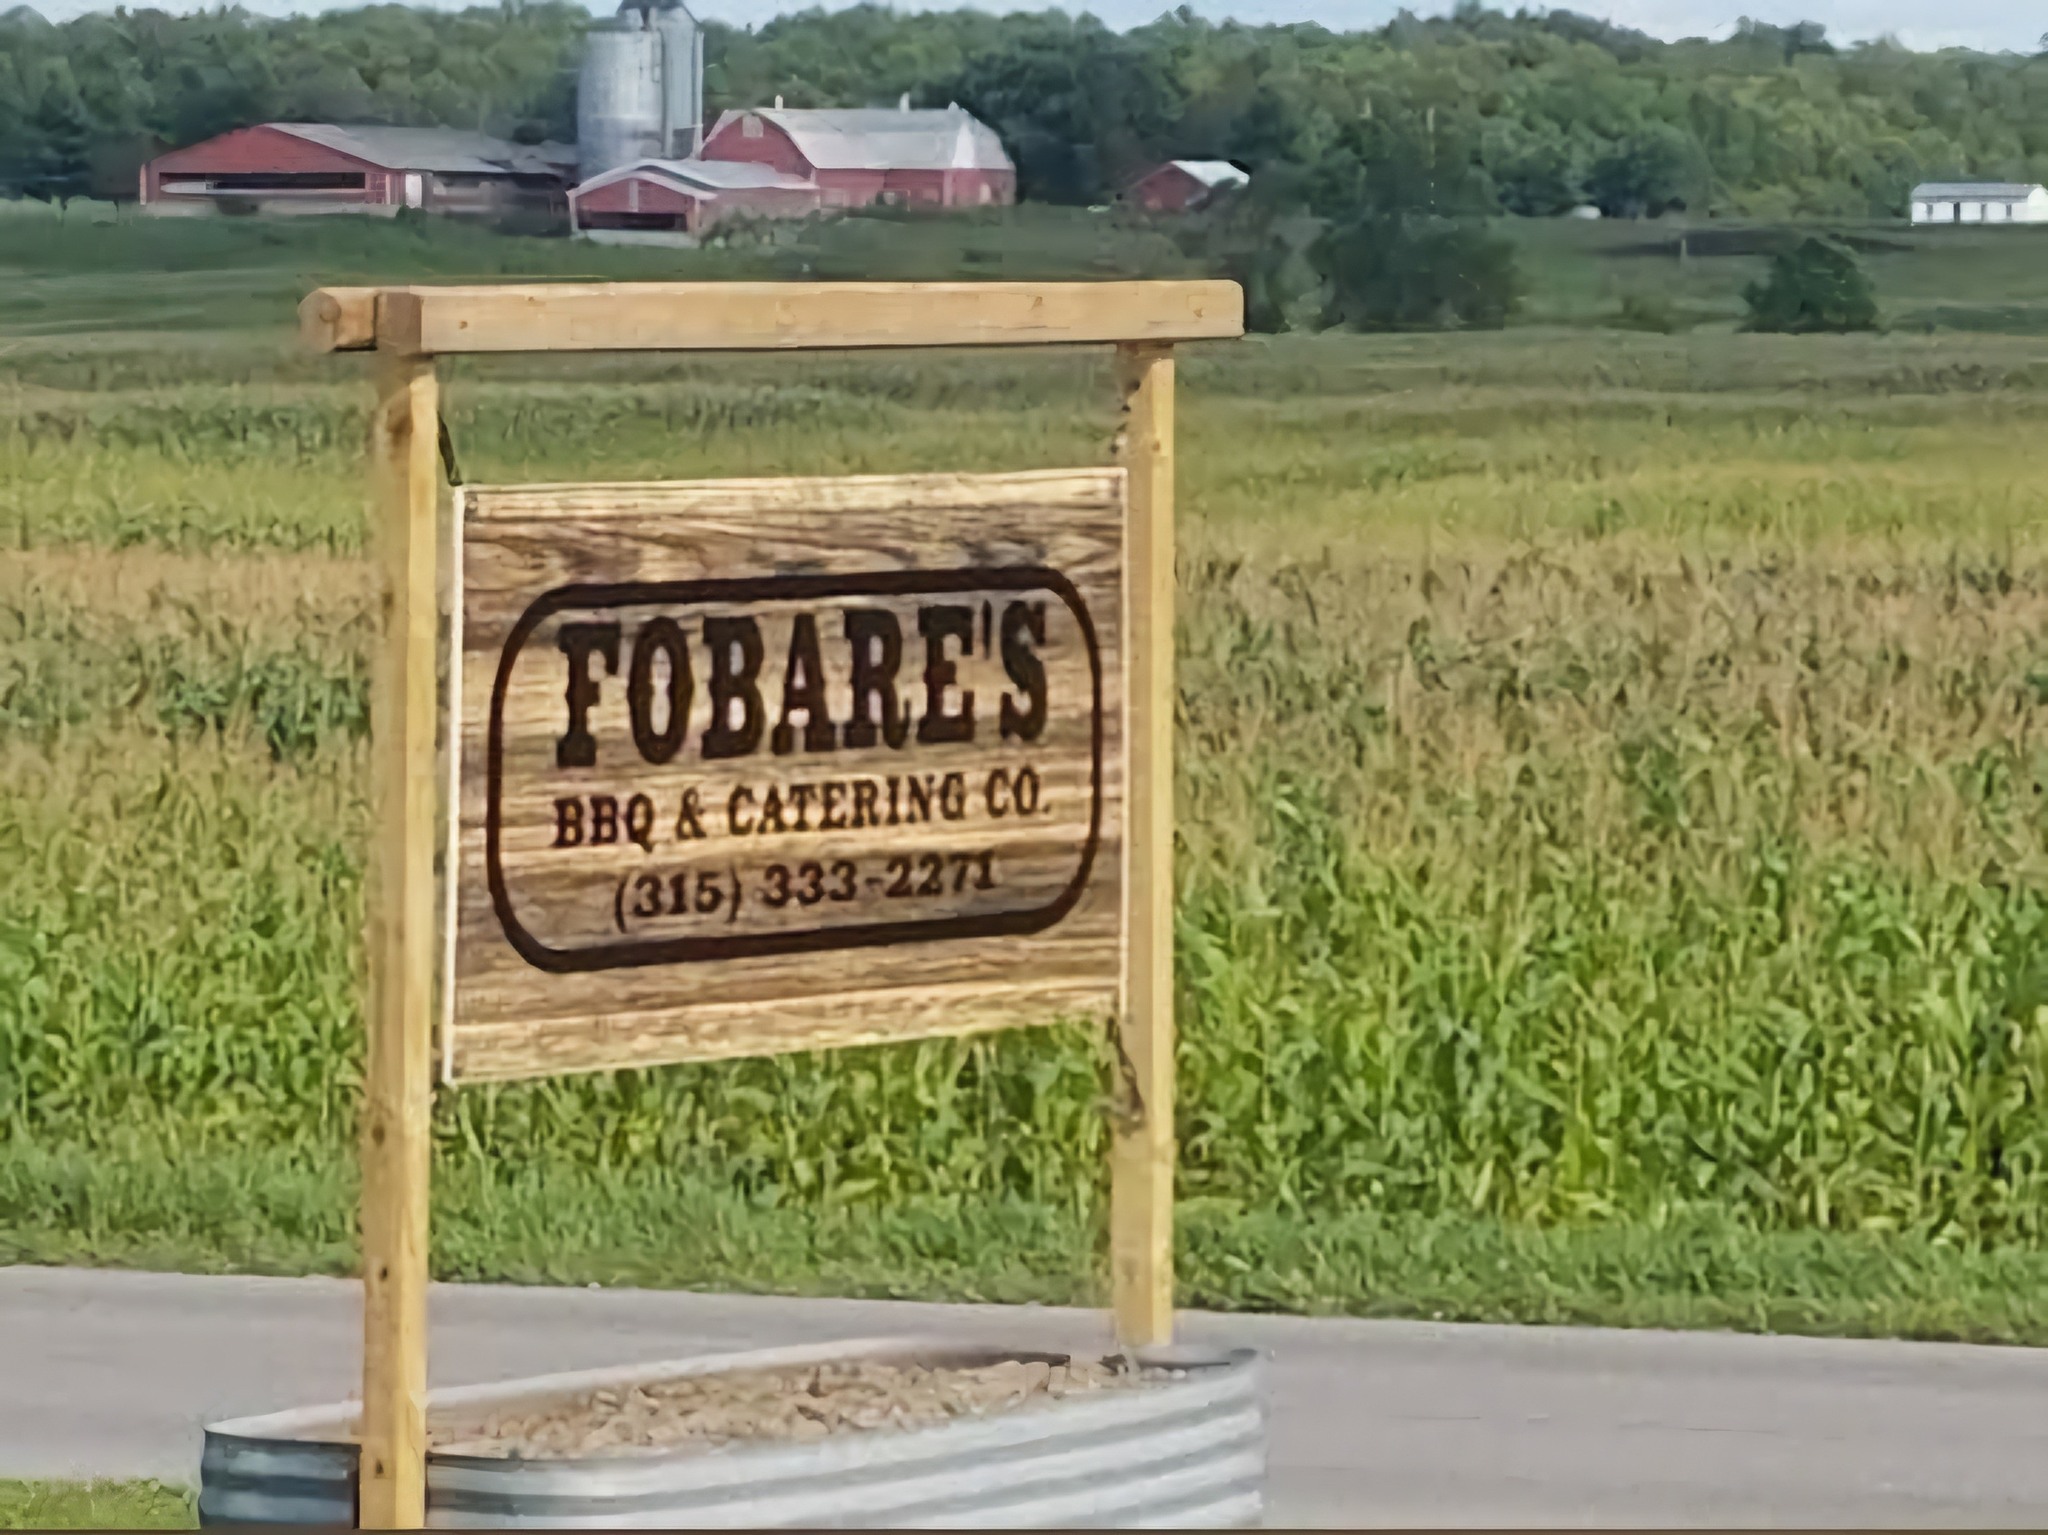 FOBARE'S
BBQ & CATERING CO.
(315) 333-2271